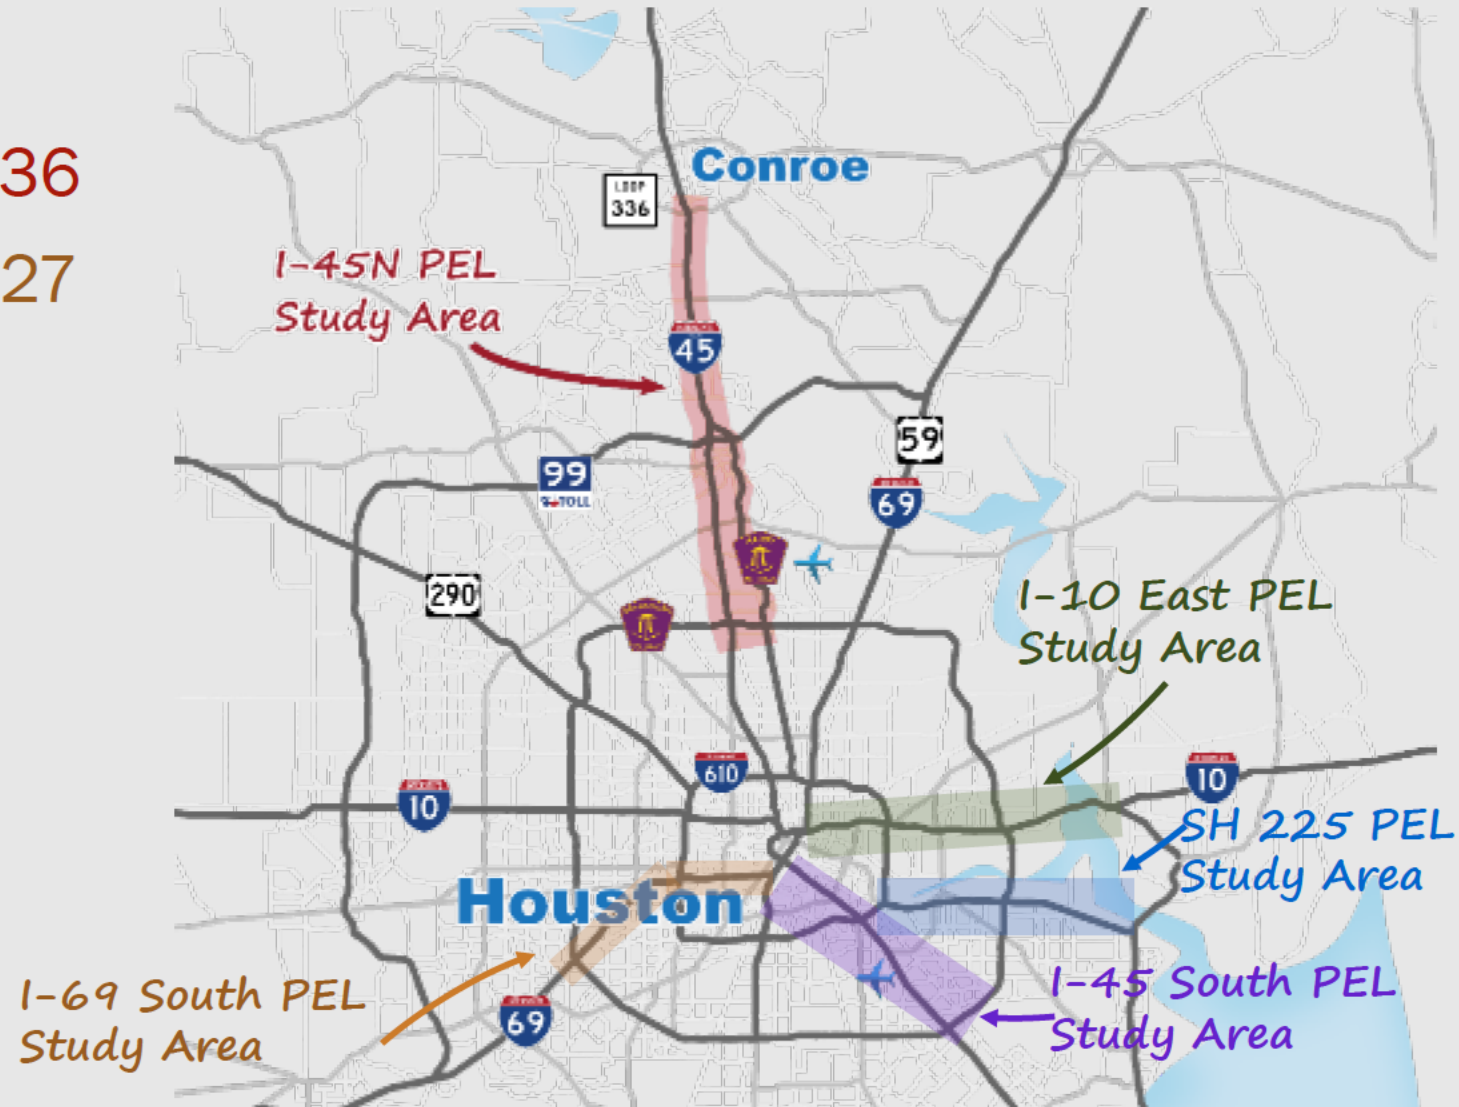 36
27
Conroe
LOOP
336
I-45N PEL
Study Area
45
59
99
TOLL
69
290
I-10 East PEL
Study Area
610
10
10
SH 225 PEL
Study Area
Houston
I-69 South PEL
Study Area
69
I-45 South PEL
Study Area